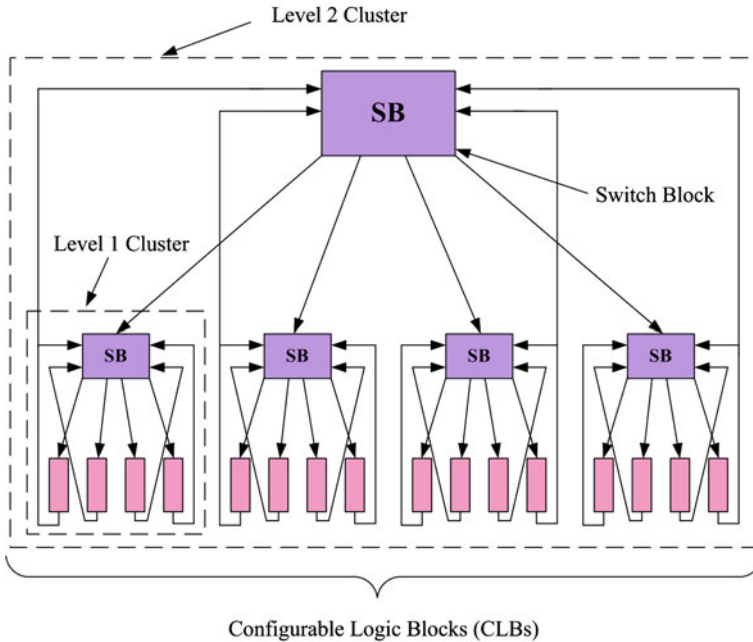 Level 2 Cluster
SB
Switch Block
Level 1 Cluster
SB
SB
SB
SB
Configurable Logic Blocks (CLBs)